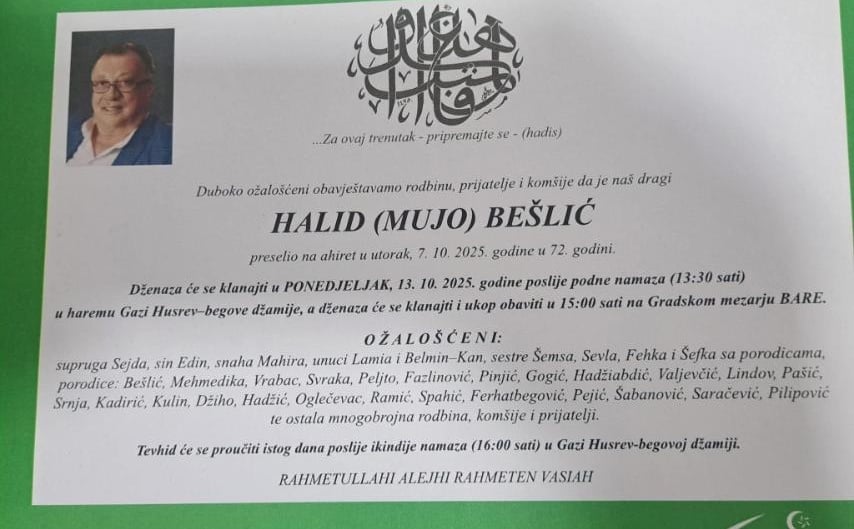 ...Za ovaj trenutak - pripremajte se - (hadis)
Duboko ožalošćeni obavještavamo rodbinu, prijatelje i komšije da je naš dragi
HALID (MUJO) BEŠLIĆ
preselio na ahiret u utorak, 7. 10. 2025. godine u 72. godini.
Dženaza će se klanjati u PONEDJELJAK, 13. 10. 2025. godine poslije podne namaza (13:30 sati)
u haremu Gazi Husrev–begove džamije, a dženaza će se klanjati i ukop obaviti u 15:00 sati na Gradskom mezarju BARE.
OŽALOŠĆENI:
supruga Sejda, sin Edin, snaha Mahira, unuci Lamia i Belmin–Kan, sestre Šemsa, Sevla, Fehka i Šefka sa porodicama,
porodice: Bešlić, Mehmedika, Vrabac, Svraka, Peljto, Fazlinović, Pinjić, Gogić, Hadžiabdić, Valjevčić, Lindov, Pašić,
Srnja, Kadirić, Kulin, Džiho, Hadžić, Oglečevac, Ramić, Spahić, Ferhatbegović, Pejić, Šabanović, Saračević, Pilipović
te ostala mnogobrojna rodbina, komšije i prijatelji.
Tevhid će se proučiti istog dana poslije ikindije namaza (16:00 sati) u Gazi Husrev-begovoj džamiji.
RAHMETULLAHI ALEJHI RAHMETEN VASIAH